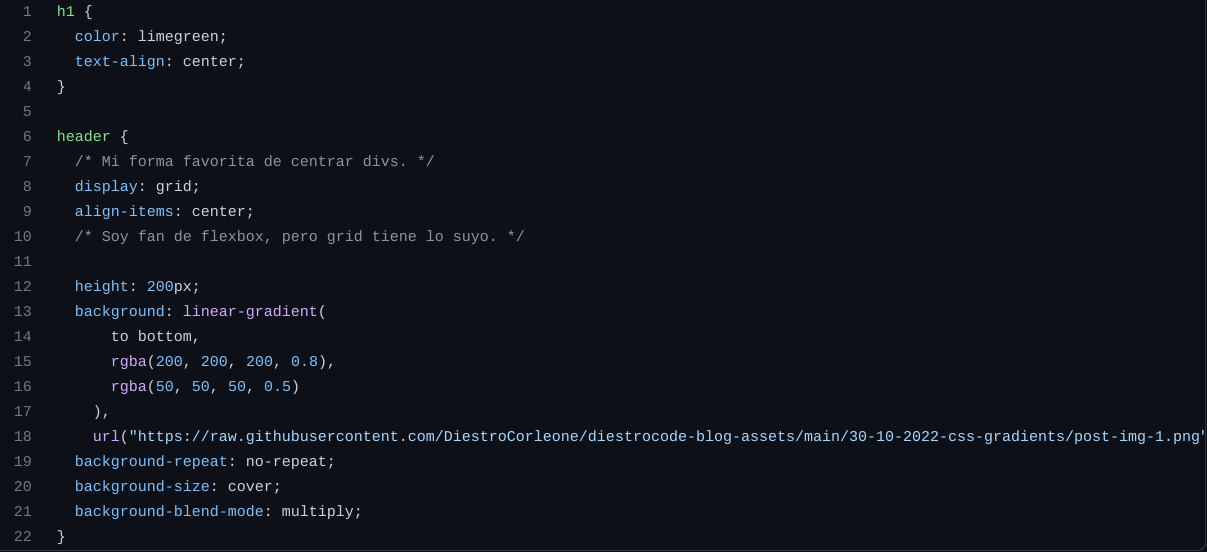 1 h1 {
2   color: limegreen;
3   text-align: center;
4 }
5
6 header {
7   /* Mi forma favorita de centrar divs. */
8   display: grid;
9   align-items: center;
10   /* Soy fan de flexbox, pero grid tiene lo suyo. */
11
12   height: 200px;
13   background: linear-gradient(
14       to bottom,
15       rgba(200, 200, 200, 0.8),
16       rgba(50, 50, 50, 0.5)
17     ),
18     url("https://raw.githubusercontent.com/DiestroCorleone/diestrocode-blog-assets/main/30-10-2022-css-gradients/post-img-1.png"
19   background-repeat: no-repeat;
20   background-size: cover;
21   background-blend-mode: multiply;
22 }